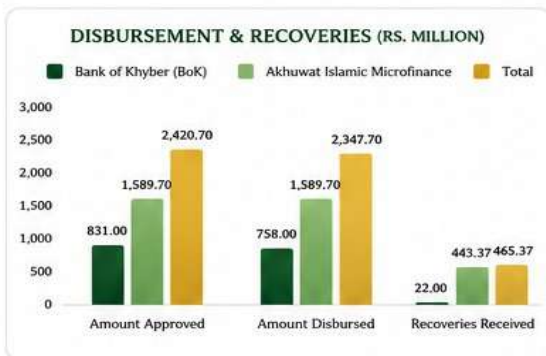 DISBURSEMENT & RECOVERIES (RS. MILLION)
Bank of Khyber (BoK) Akhuwat Islamic Microfinance Total
3,000
2,500
2,000
1,500
1,000
500
0
831.00 1,589.70 2,420.70
758.00 1,589.70 2,347.70
22.00 443.37 465.37
Amount Approved Amount Disbursed Recoveries Received